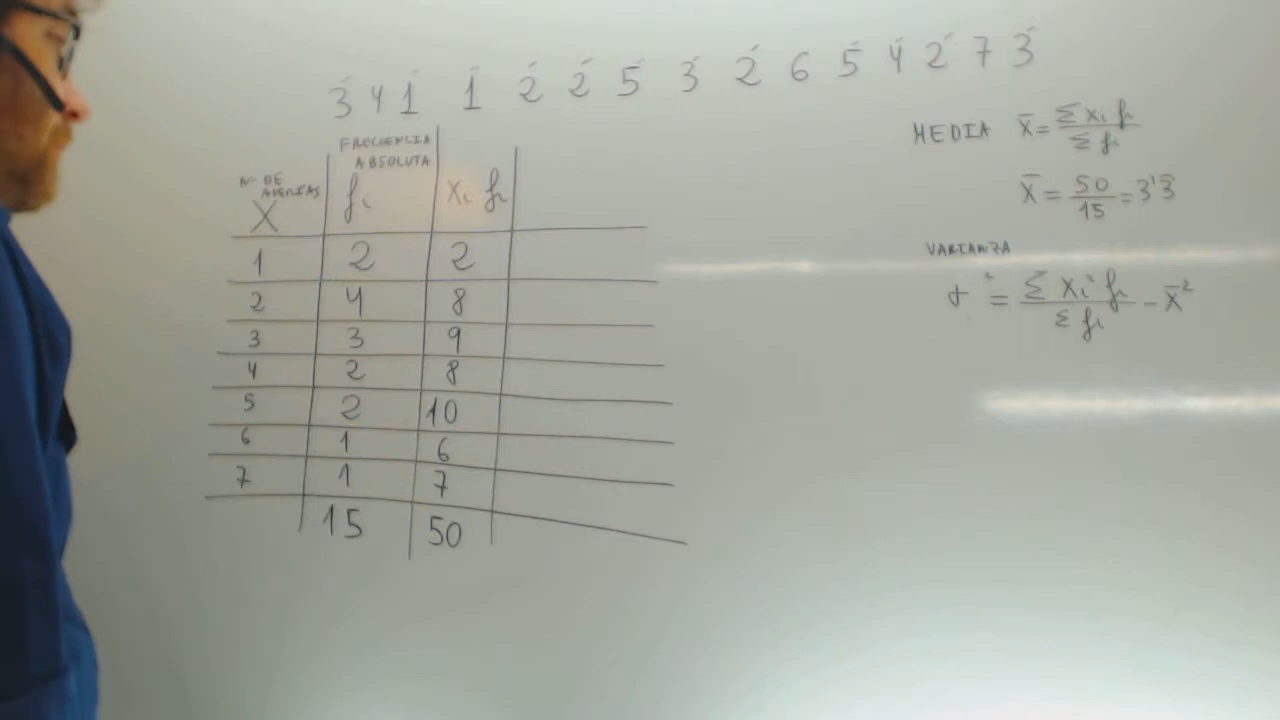 3 4 1 1 2 2 5 3 2 6 5 4 2 7 3
Nº DE AVERÍAS X
FRECUENCIA ABSOLUTA fi
xi fi
1 2 2
2 4 8
3 3 9
4 2 8
5 2 10
6 1 6
7 1 7
15 50
MEDIA x̄ = Σ xi fi / Σ fi
x̄ = 50 / 15 = 3'3̄
VARIANZA
σ² = Σ xi² fi / Σ fi - x̄²